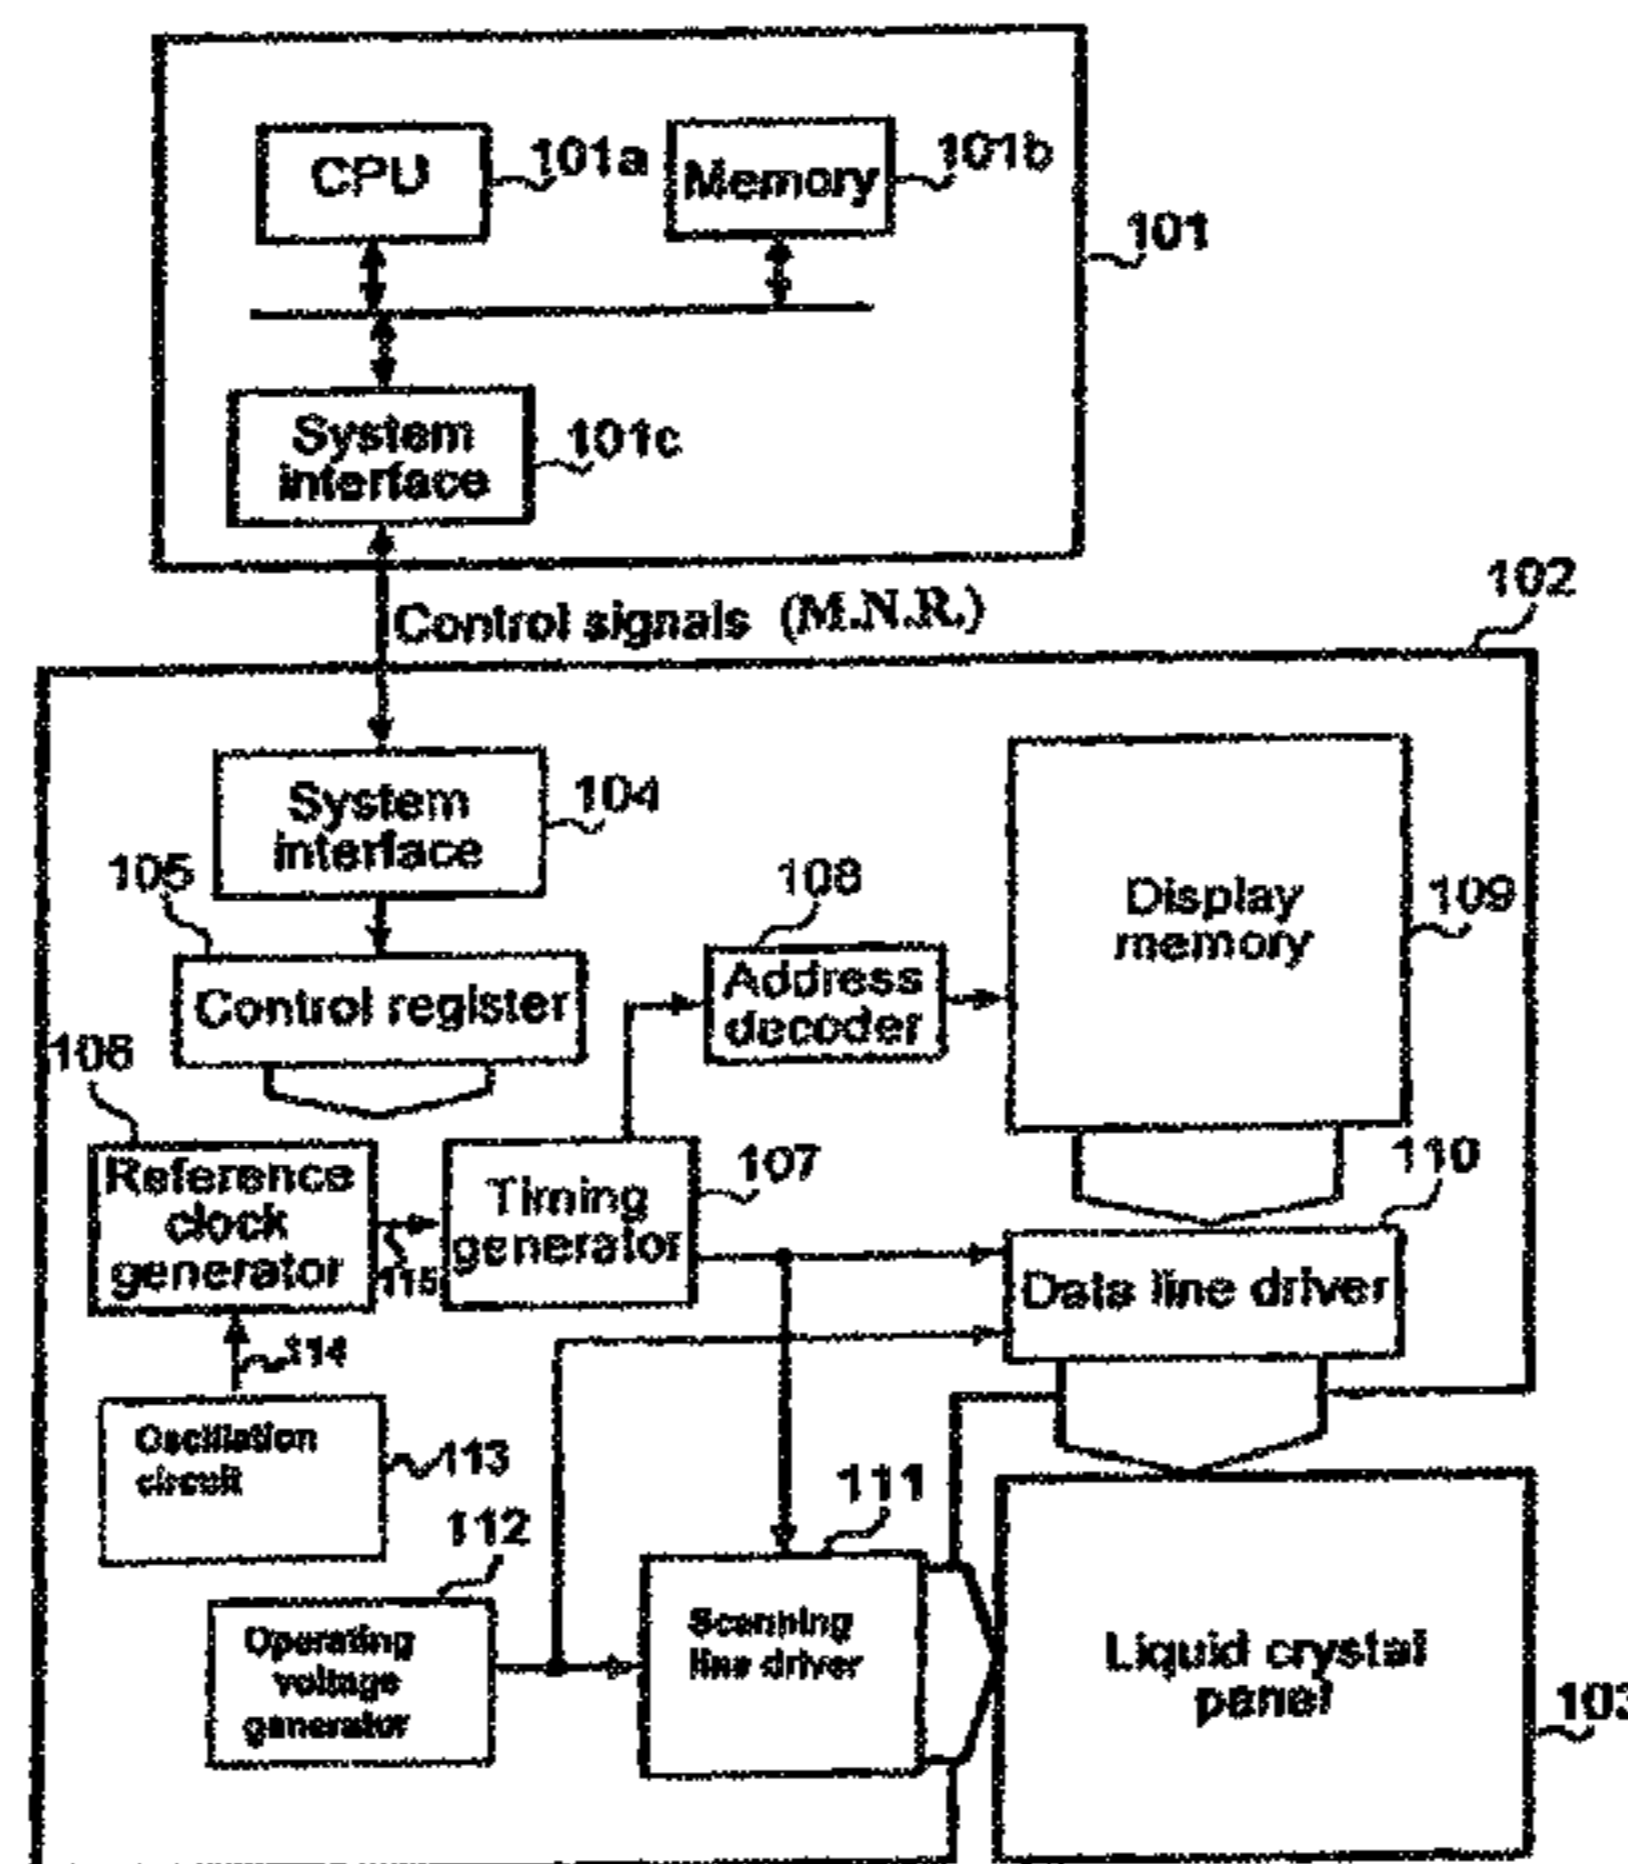 CPU
101a
Memory
101b
101
System
interface
101c
Control signals (M.N.R.)
102
System
interface
104
105
Control register
108
Address
decoder
Display
memory
109
106
Reference
clock
generator
115
Timing
generator
107
110
Data line driver
114
Oscillation
circuit
113
112
Operating
voltage
generator
111
Scanning
line driver
Liquid crystal
panel
103